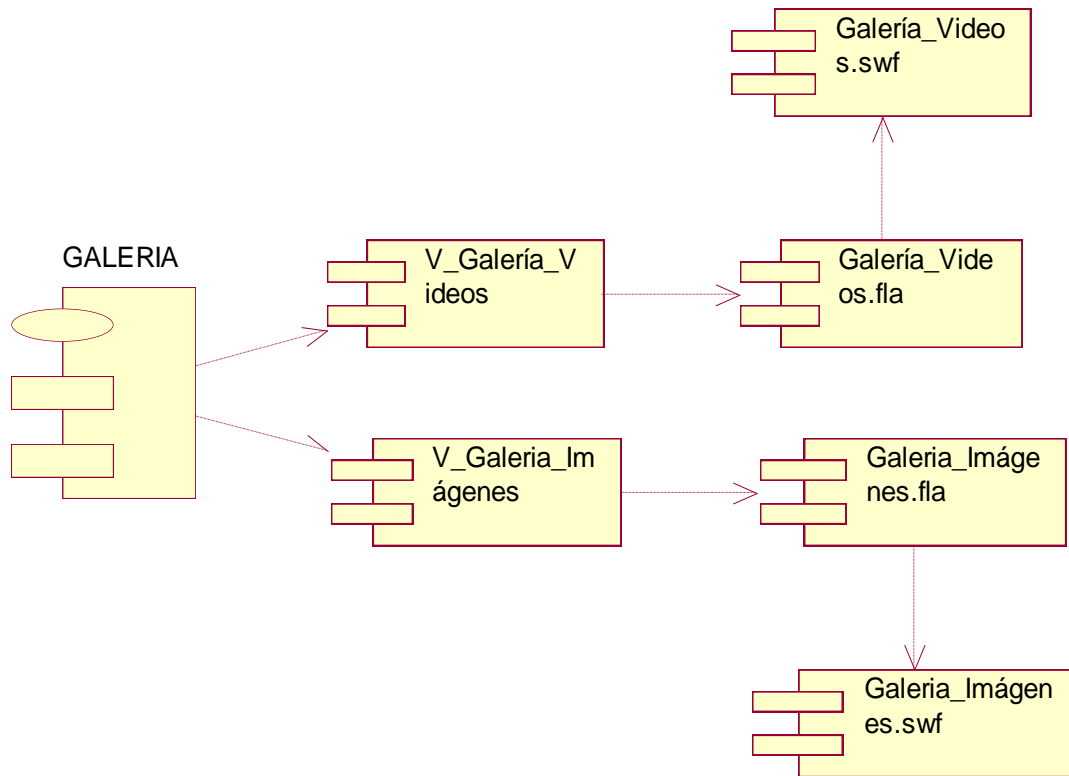 Galería_Video
s.swf
GALERIA
V_Galería_V
ideos
Galería_Vide
os.fla
V_Galeria_Im
ágenes
Galeria_Imáge
nes.fla
Galeria_Imágen
es.swf